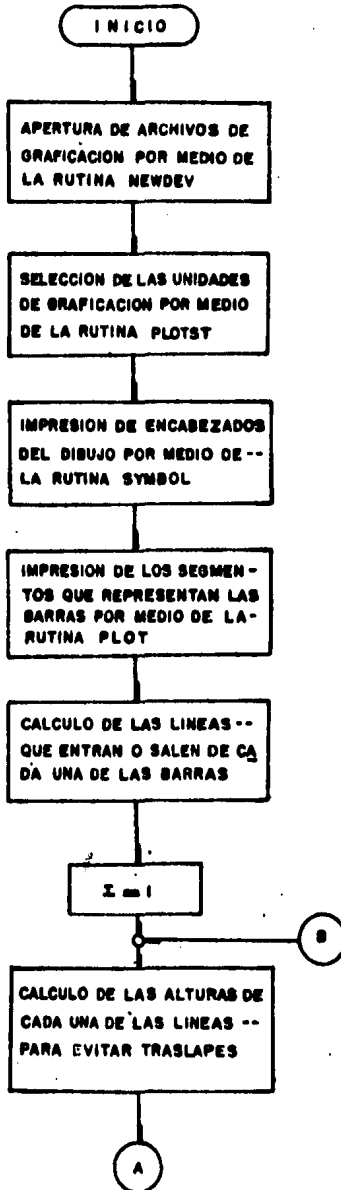 INICIO
APERTURA DE ARCHIVOS DE
GRAFICACION POR MEDIO DE
LA RUTINA NEWDEV
SELECCION DE LAS UNIDADES
DE GRAFICACION POR MEDIO
DE LA RUTINA PLOTST
IMPRESION DE ENCABEZADOS
DEL DIBUJO POR MEDIO DE --
LA RUTINA SYMBOL
IMPRESION DE LOS SEGMEN-
TOS QUE REPRESENTAN LAS
BARRAS POR MEDIO DE LA-
RUTINA PLOT
CALCULO DE LAS LINEAS --
QUE ENTRAN O SALEN DE CA
DA UNA DE LAS BARRAS
I = 1
B
CALCULO DE LAS ALTURAS DE
CADA UNA DE LAS LINEAS --
PARA EVITAR TRASLAPES
A